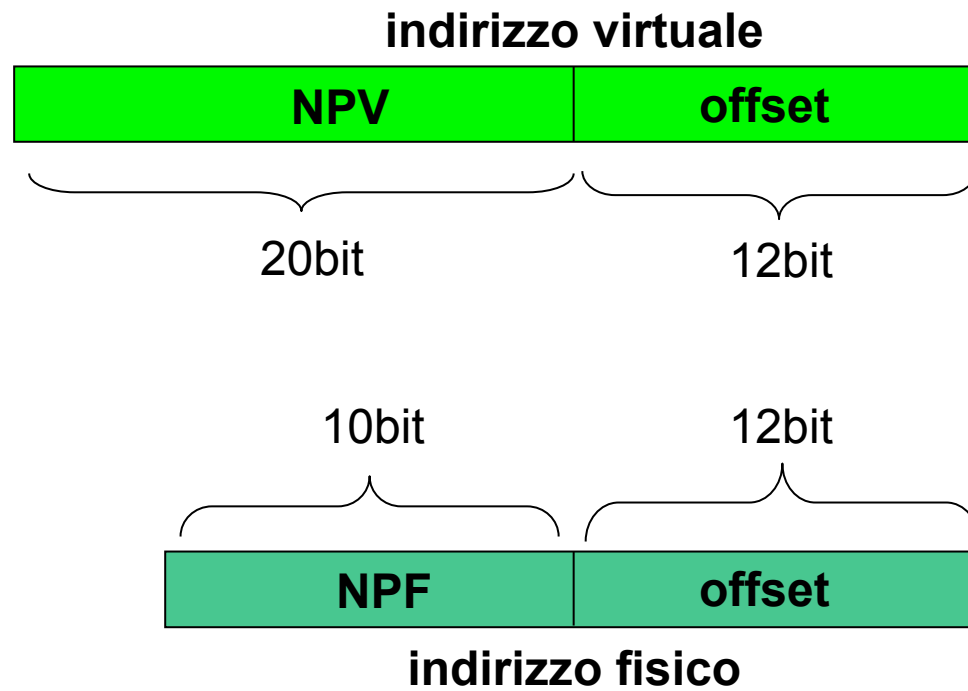 indirizzo virtuale
NPV offset
20bit 12bit
10bit 12bit
NPF offset
indirizzo fisico